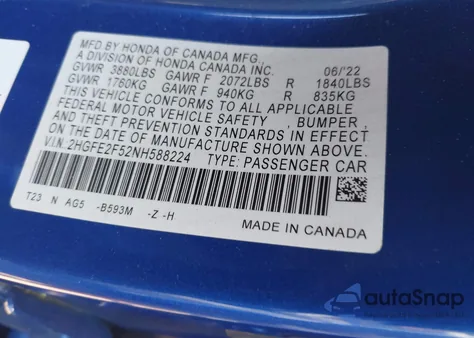 MFD BY HONDA OF CANADA MFG.,
A DIVISION OF HONDA CANADA INC. 06/'22
GVWR 3880LBS GAWR F 2072LBS R 1840LBS
GVWR 1760KG GAWR F 940KG R 835KG
THIS VEHICLE CONFORMS TO ALL APPLICABLE
FEDERAL MOTOR VEHICLE SAFETY, BUMPER,
AND THEFT PREVENTION STANDARDS IN EFFECT
ON THE DATE OF MANUFACTURE SHOWN ABOVE.
V.I.N. 2HGFE2F52NH588224 TYPE: PASSENGER CAR
T23 N AG5 -B593M -Z -H
MADE IN CANADA
autoSnap